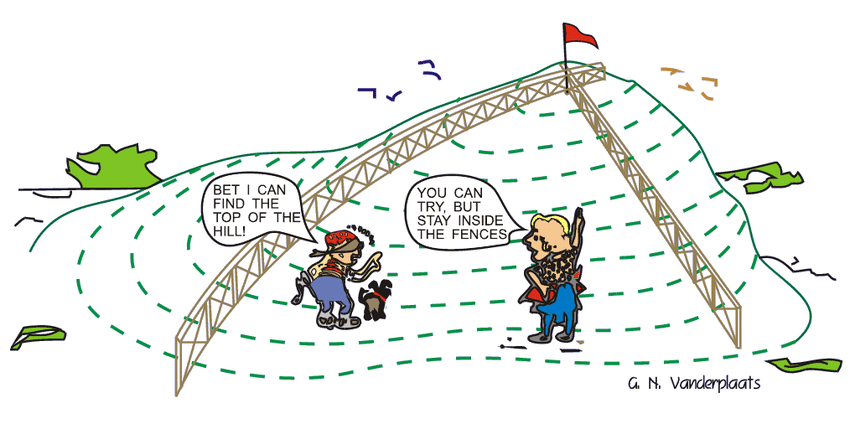 BET I CAN
FIND THE
TOP OF THE
HILL!
YOU CAN
TRY, BUT
STAY INSIDE
THE FENCES
G. N. Vanderplaats